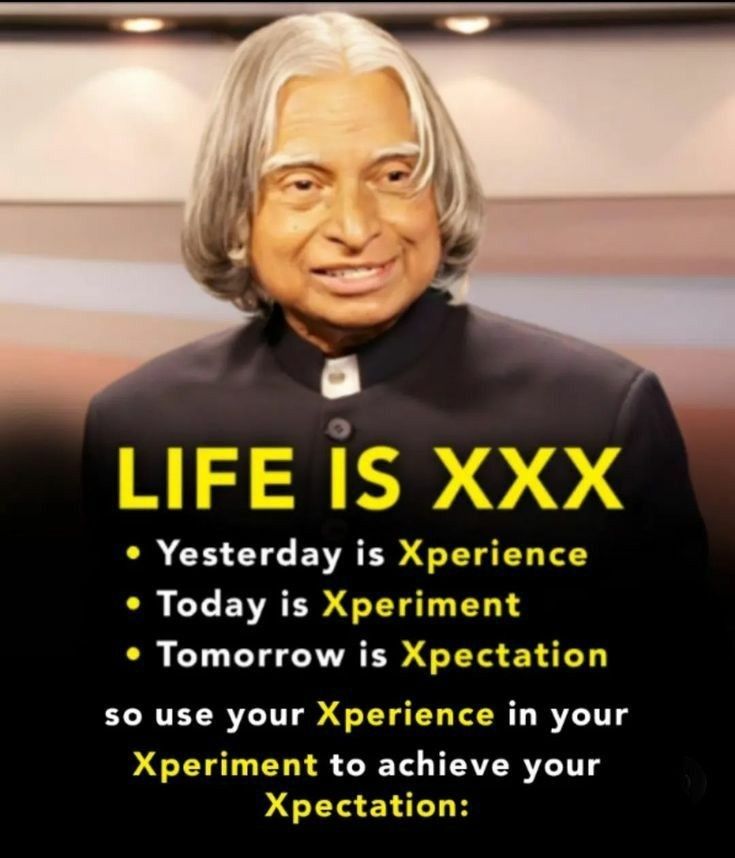 LIFE IS XXX
• Yesterday is Xperience
• Today is Xperiment
• Tomorrow is Xpectation
so use your Xperience in your
Xperiment to achieve your
Xpectation: